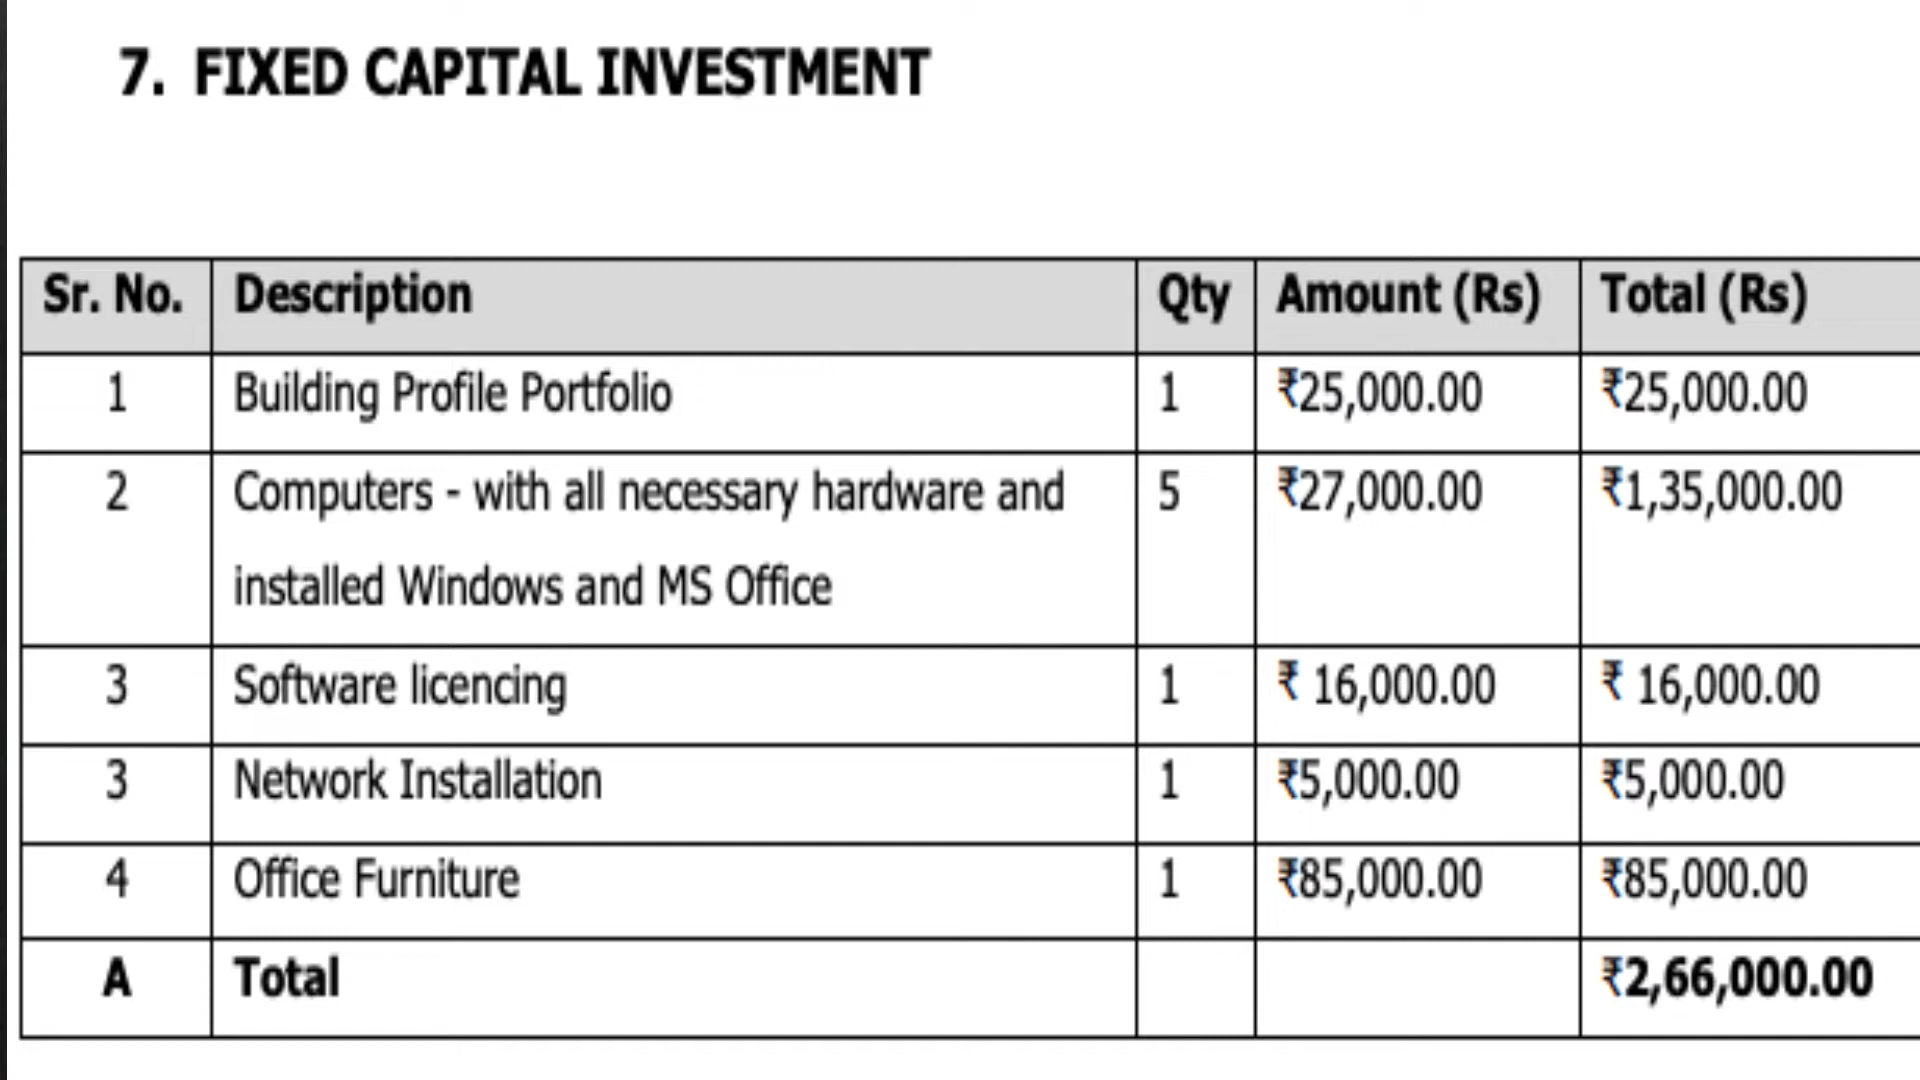 7. FIXED CAPITAL INVESTMENT
Sr. No. Description Qty Amount (Rs) Total (Rs)
1 Building Profile Portfolio 1 ₹25,000.00 ₹25,000.00
2 Computers - with all necessary hardware and 5 ₹27,000.00 ₹1,35,000.00
installed Windows and MS Office
3 Software licencing 1 ₹ 16,000.00 ₹ 16,000.00
3 Network Installation 1 ₹5,000.00 ₹5,000.00
4 Office Furniture 1 ₹85,000.00 ₹85,000.00
A Total ₹2,66,000.00